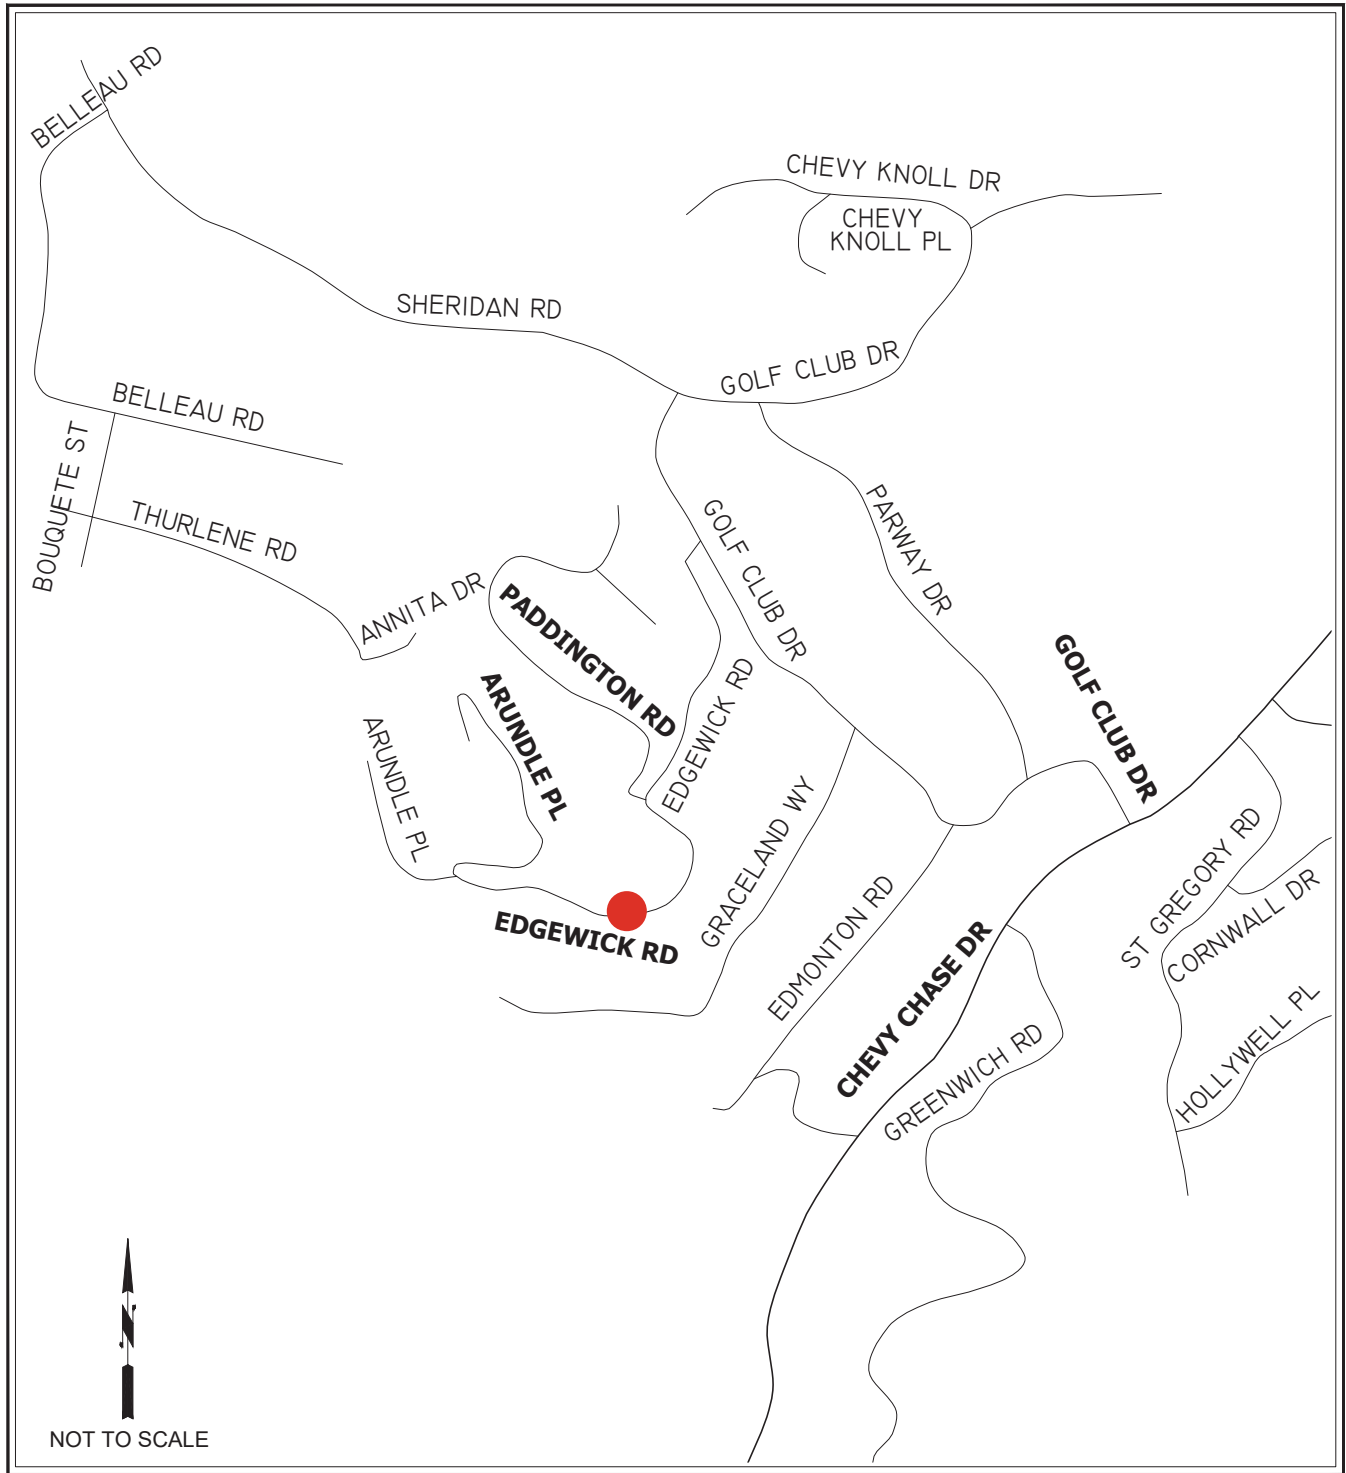 BELLEAU RD
CHEVY KNOLL DR
CHEVY
KNOLL PL
SHERIDAN RD
GOLF CLUB DR
BELLEAU RD
BOUQUETE ST
THURLENE RD
ANNITA DR
PADDINGTON RD
GOLF CLUB DR
PARWAY DR
GOLF CLUB DR
ARUNDLE PL
ARUNDLE PL
EDGEWICK RD
GRACELAND WY
EDGEWICK RD
EDMONTON RD
CHEVY CHASE DR
ST GREGORY RD
CORNWALL DR
HOLLYWELL PL
GREENWICH RD
N
NOT TO SCALE